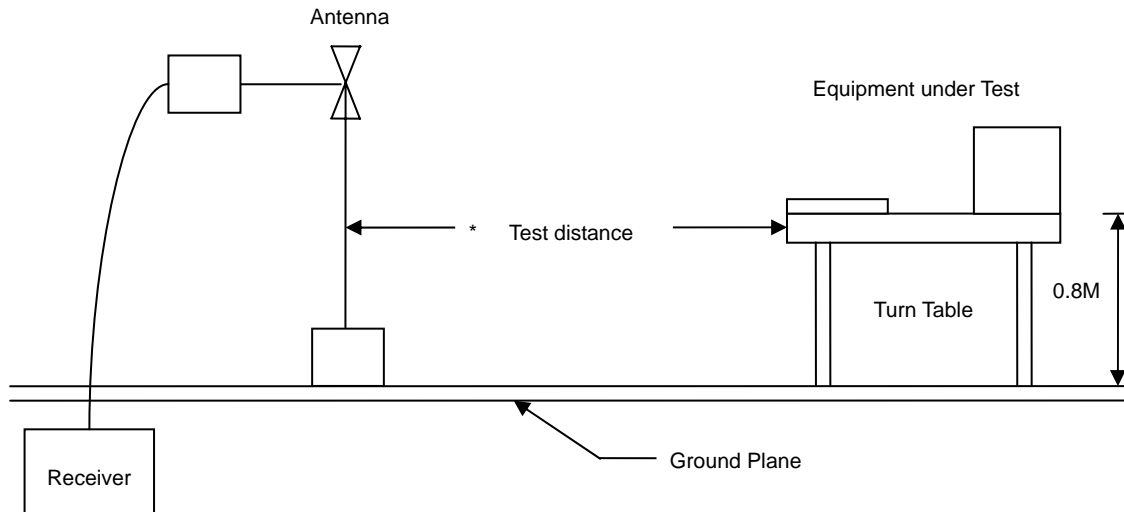 Antenna
Equipment under Test
* Test distance
0.8M
Turn Table
Ground Plane
Receiver